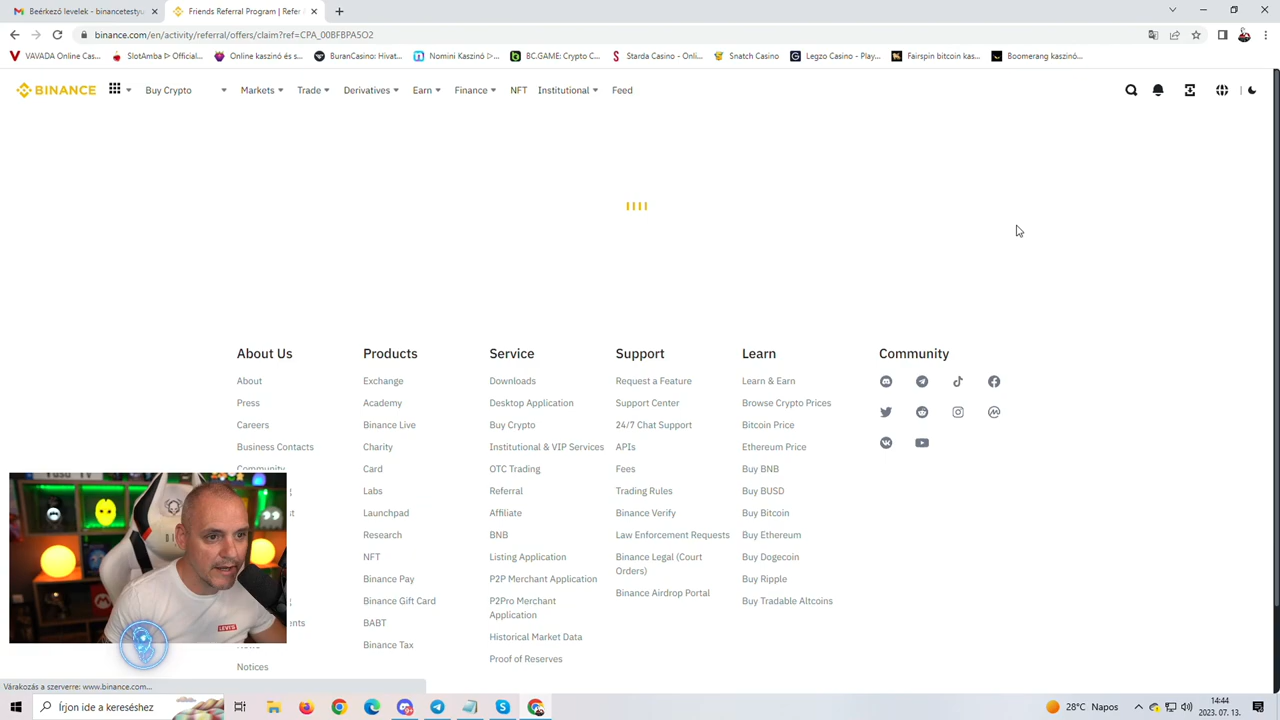 Beérkező levelek - binancetestyu
Friends Referral Program | Refer
binance.com/en/activity/referral/offers/claim?ref=CPA_00BFBPA5O2
VAVADA Online Cas...
SlotAmba ᐅ Official...
Online kaszinó és s...
BuranCasino: Hivat...
Nomini Kaszinó ᐅ...
BC.GAME: Crypto C...
Starda Casino - Onli...
Snatch Casino
Legzo Casino - Play...
Fairspin bitcoin kas...
Boomerang kaszinó...
BINANCE
Buy Crypto
Markets
Trade
Derivatives
Earn
Finance
NFT
Institutional
Feed
About Us
About
Press
Careers
Business Contacts
Community
News
Notices
Products
Exchange
Academy
Binance Live
Charity
Card
Labs
Launchpad
Research
NFT
Binance Pay
Binance Gift Card
BABT
Binance Tax
Service
Downloads
Desktop Application
Buy Crypto
Institutional & VIP Services
OTC Trading
Referral
Affiliate
BNB
Listing Application
P2P Merchant Application
P2Pro Merchant
Application
Historical Market Data
Proof of Reserves
Support
Request a Feature
Support Center
24/7 Chat Support
APIs
Fees
Trading Rules
Binance Verify
Law Enforcement Requests
Binance Legal (Court
Orders)
Binance Airdrop Portal
Learn
Learn & Earn
Browse Crypto Prices
Bitcoin Price
Ethereum Price
Buy BNB
Buy BUSD
Buy Bitcoin
Buy Ethereum
Buy Dogecoin
Buy Ripple
Buy Tradable Altcoins
Community
LEVI'S
Várakozás a szerverre: www.binance.com...
Írjon ide a kereséshez
28°C Napos
14:44
2023. 07. 13.